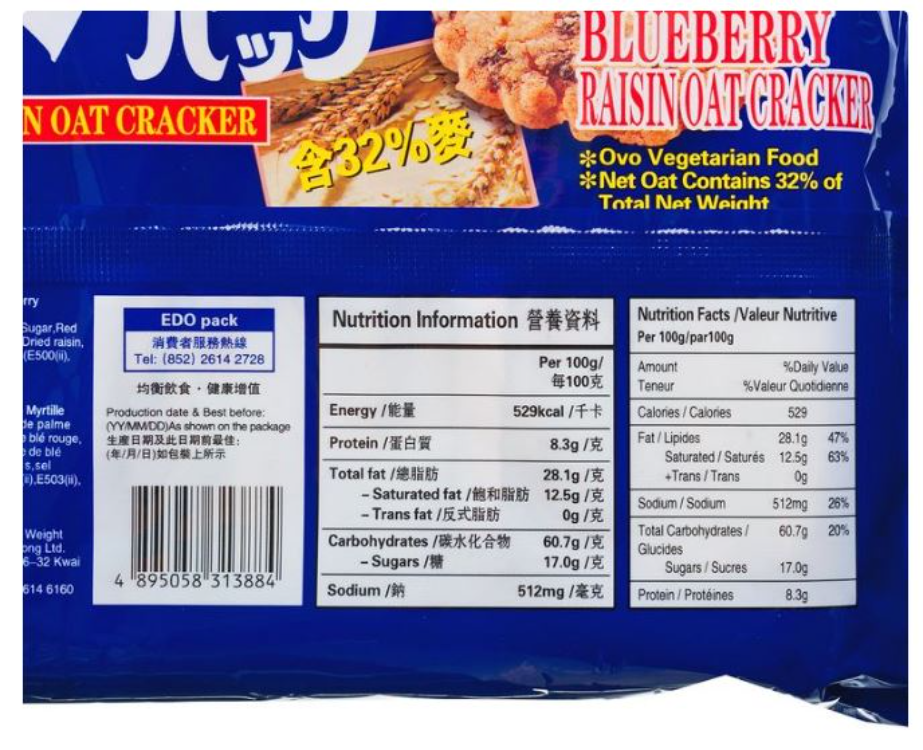 パック
BLUEBERRY
RAISIN OAT CRACKER
N OAT CRACKER
含32%麥
✻Ovo Vegetarian Food
✻Net Oat Contains 32% of
Total Net Weight
rry
Sugar,Red
Dried raisin,
(E500(ii),
Myrtille
de palme
blé rouge,
de blé
s,sel
),E503(ii),
Weight
ong Ltd.
6-32 Kwai
614 6160
EDO pack
消費者服務熱線
Tel: (852) 2614 2728
均衡飲食・健康增值
Production date & Best before:
(YY/MM/DD)As shown on the package
生產日期及此日期前最佳:
(年/月/日)如包裝上所示
4 895058 313884
Nutrition Information 營養資料
Per 100g/
每100克
Energy /能量 529kcal /千卡
Protein /蛋白質 8.3g /克
Total fat /總脂肪 28.1g /克
– Saturated fat /飽和脂肪 12.5g /克
– Trans fat /反式脂肪 0g /克
Carbohydrates /碳水化合物 60.7g /克
– Sugars /糖 17.0g /克
Sodium /鈉 512mg /毫克
Nutrition Facts /Valeur Nutritive
Per 100g/par100g
Amount %Daily Value
Teneur %Valeur Quotidienne
Calories / Calories 529
Fat / Lipides 28.1g 47%
Saturated / Saturés 12.5g 63%
+Trans / Trans 0g
Sodium / Sodium 512mg 26%
Total Carbohydrates / 60.7g 20%
Glucides
Sugars / Sucres 17.0g
Protein / Protéines 8.3g